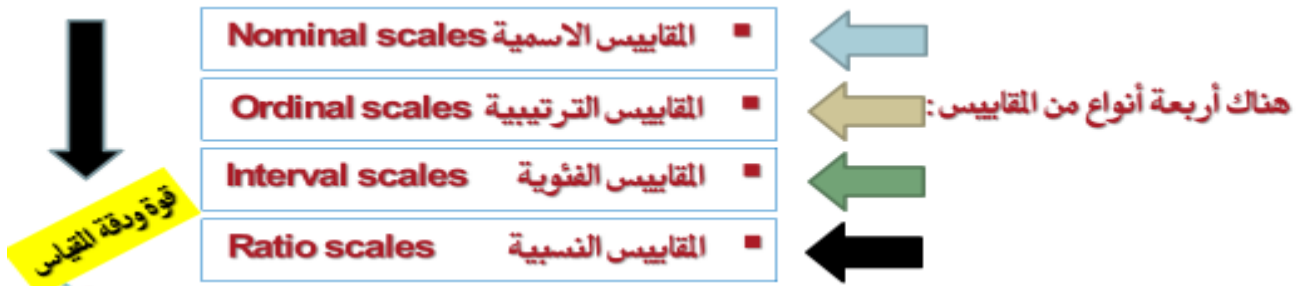 هناك أربعة أنواع من المقاييس :
▪ المقاييس الاسمية Nominal scales
▪ المقاييس الترتيبية Ordinal scales
▪ المقاييس الفئوية Interval scales
▪ المقاييس النسبية Ratio scales
قوة ودقة المقياس